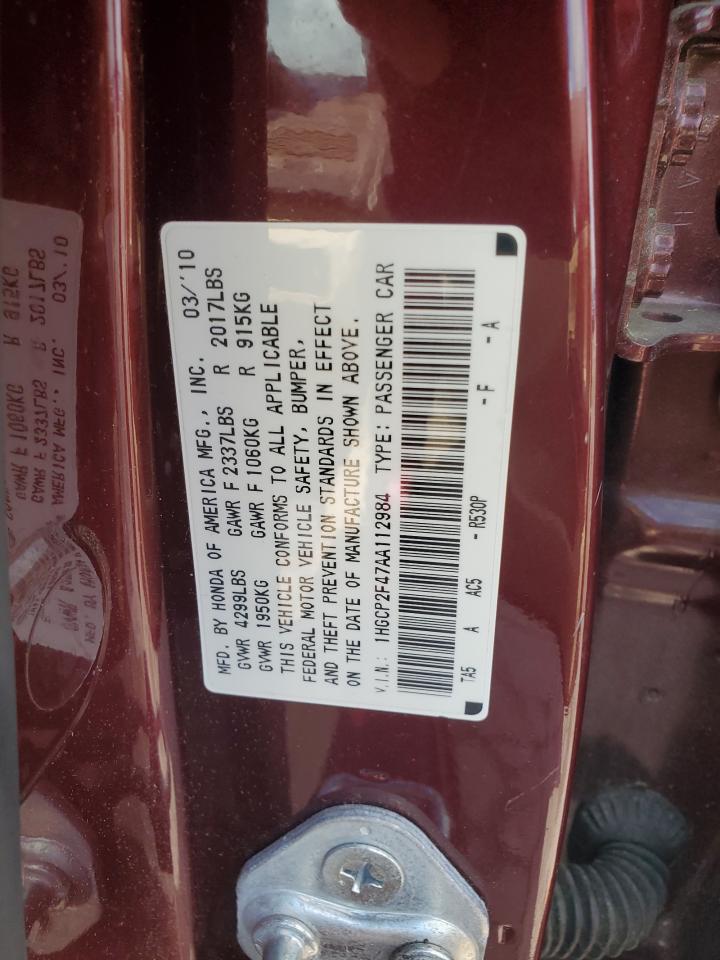 MFD. BY HONDA OF AMERICA MFG., INC. 03/'10
GVWR 4299LBS GAWR F 2337LBS R 2017LBS
GVWR 1950KG GAWR F 1060KG R 915KG
THIS VEHICLE CONFORMS TO ALL APPLICABLE
FEDERAL MOTOR VEHICLE SAFETY, BUMPER,
AND THEFT PREVENTION STANDARDS IN EFFECT
ON THE DATE OF MANUFACTURE SHOWN ABOVE.
V.I.N.: 1HGCP2F47AA112984 TYPE: PASSENGER CAR
TA5 A AC5 - R530P - F - A